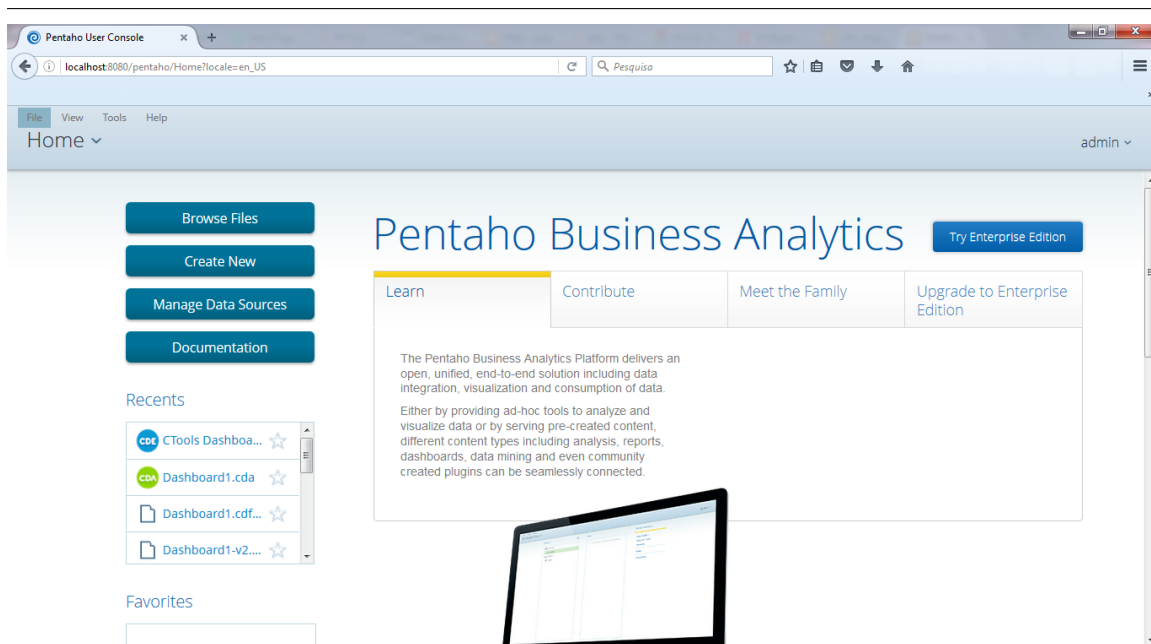 Pentaho User Console
localhost:8080/pentaho/Home?locale=en_US
Pesquisa
File View Tools Help
Home
admin
Browse Files
Create New
Manage Data Sources
Documentation
Recents
CDE CTools Dashboa...
CDA Dashboard1.cda
Dashboard1.cdf...
Dashboard1-v2....
Favorites
Pentaho Business Analytics
Try Enterprise Edition
Learn
Contribute
Meet the Family
Upgrade to Enterprise
Edition
The Pentaho Business Analytics Platform delivers an
open, unified, end-to-end solution including data
integration, visualization and consumption of data.
Either by providing ad-hoc tools to analyze and
visualize data or by serving pre-created content,
different content types including analysis, reports,
dashboards, data mining and even community
created plugins can be seamlessly connected.